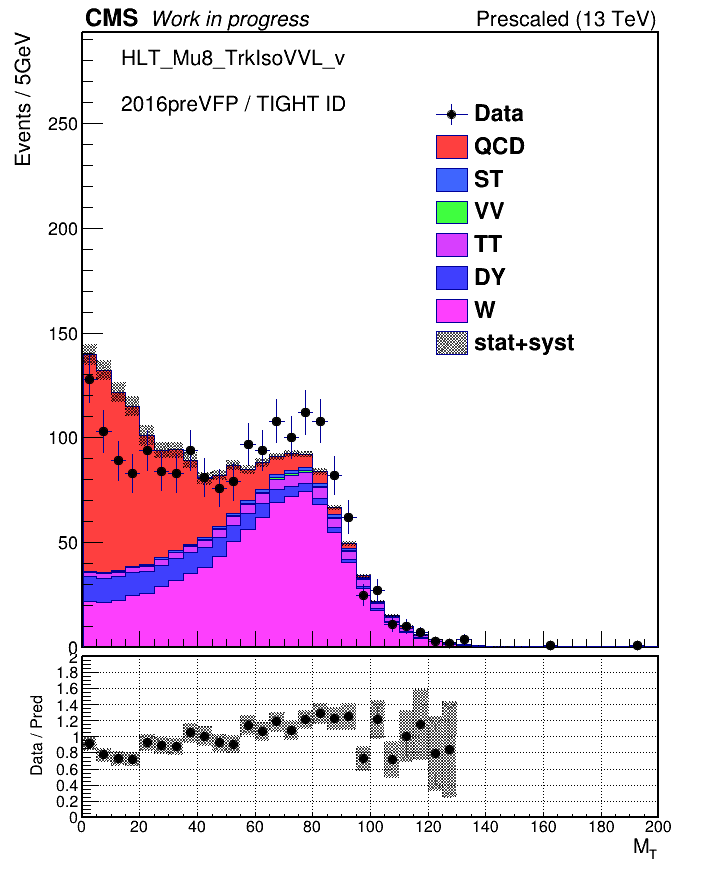 CMS Work in progress Prescaled (13 TeV)
Events / 5GeV
HLT_Mu8_TrkIsoVVL_v
2016preVFP / TIGHT ID
Data
QCD
ST
VV
TT
DY
W
stat+syst
250
200
150
100
50
0
Data / Pred
2
1.8
1.6
1.4
1.2
1
0.8
0.6
0.4
0.2
0
0 20 40 60 80 100 120 140 160 180 200
M_T